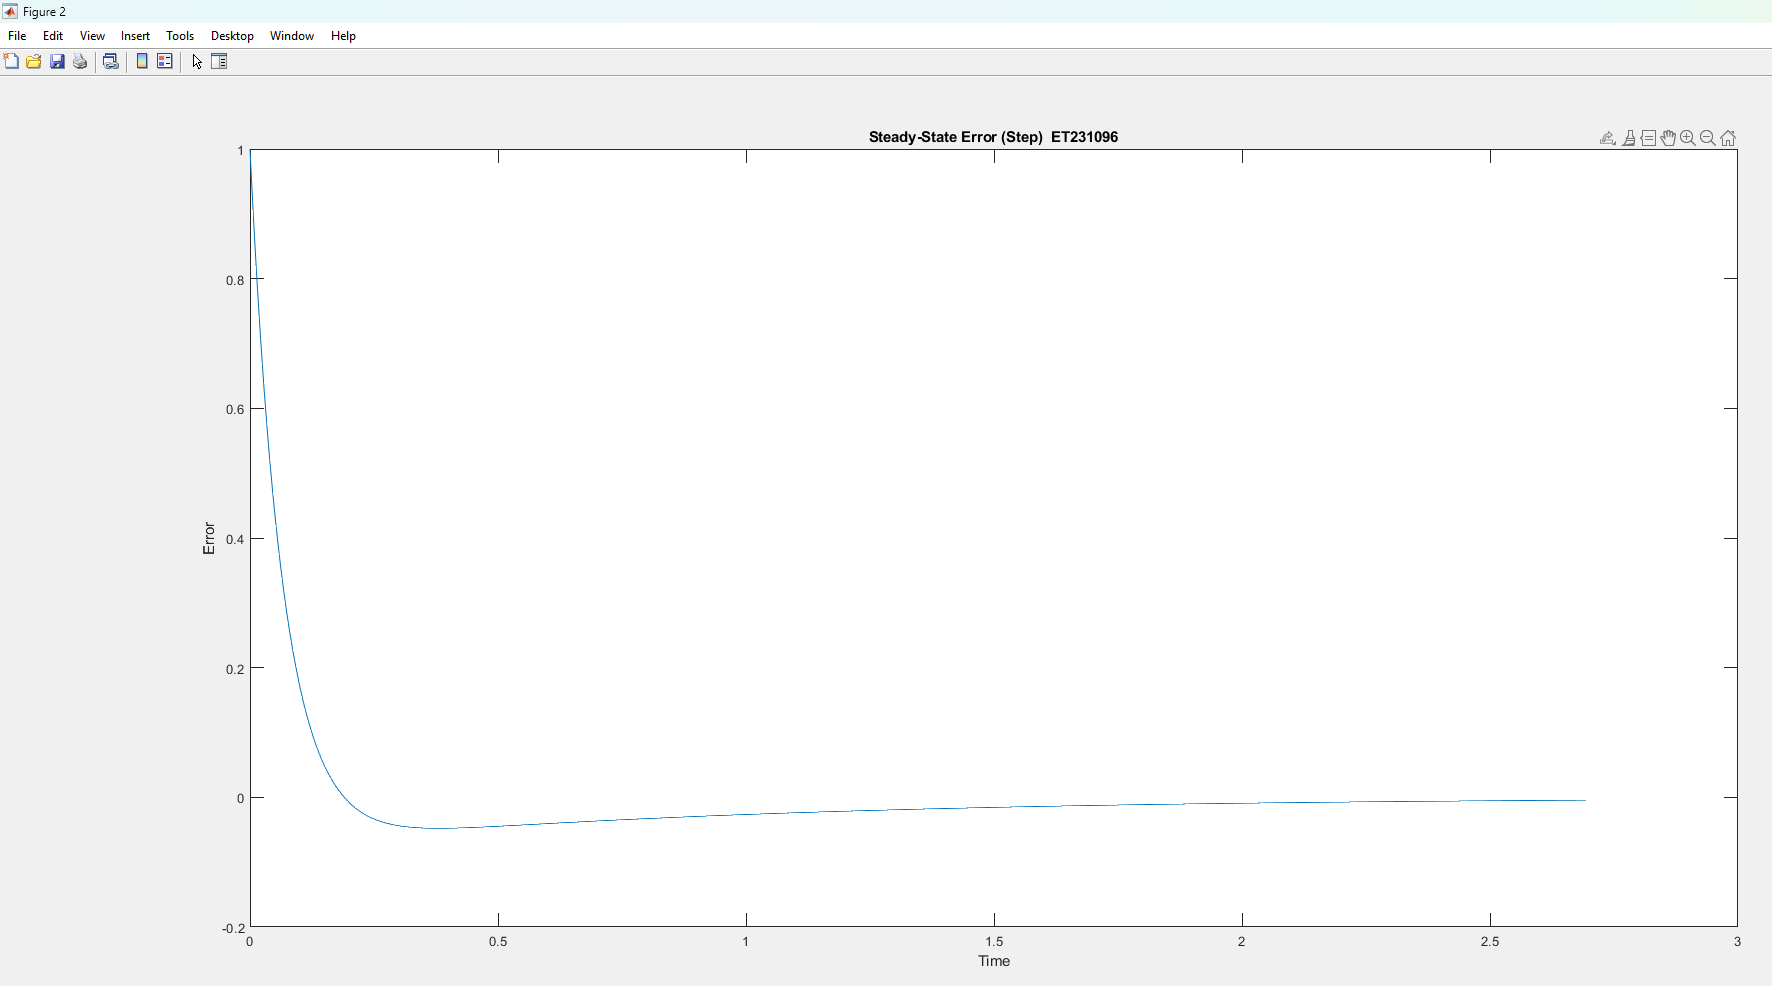 Figure 2
File Edit View Insert Tools Desktop Window Help
Steady-State Error (Step)  ET231096
1
0.8
0.6
0.4
0.2
0
-0.2
Error
0 0.5 1 1.5 2 2.5 3
Time